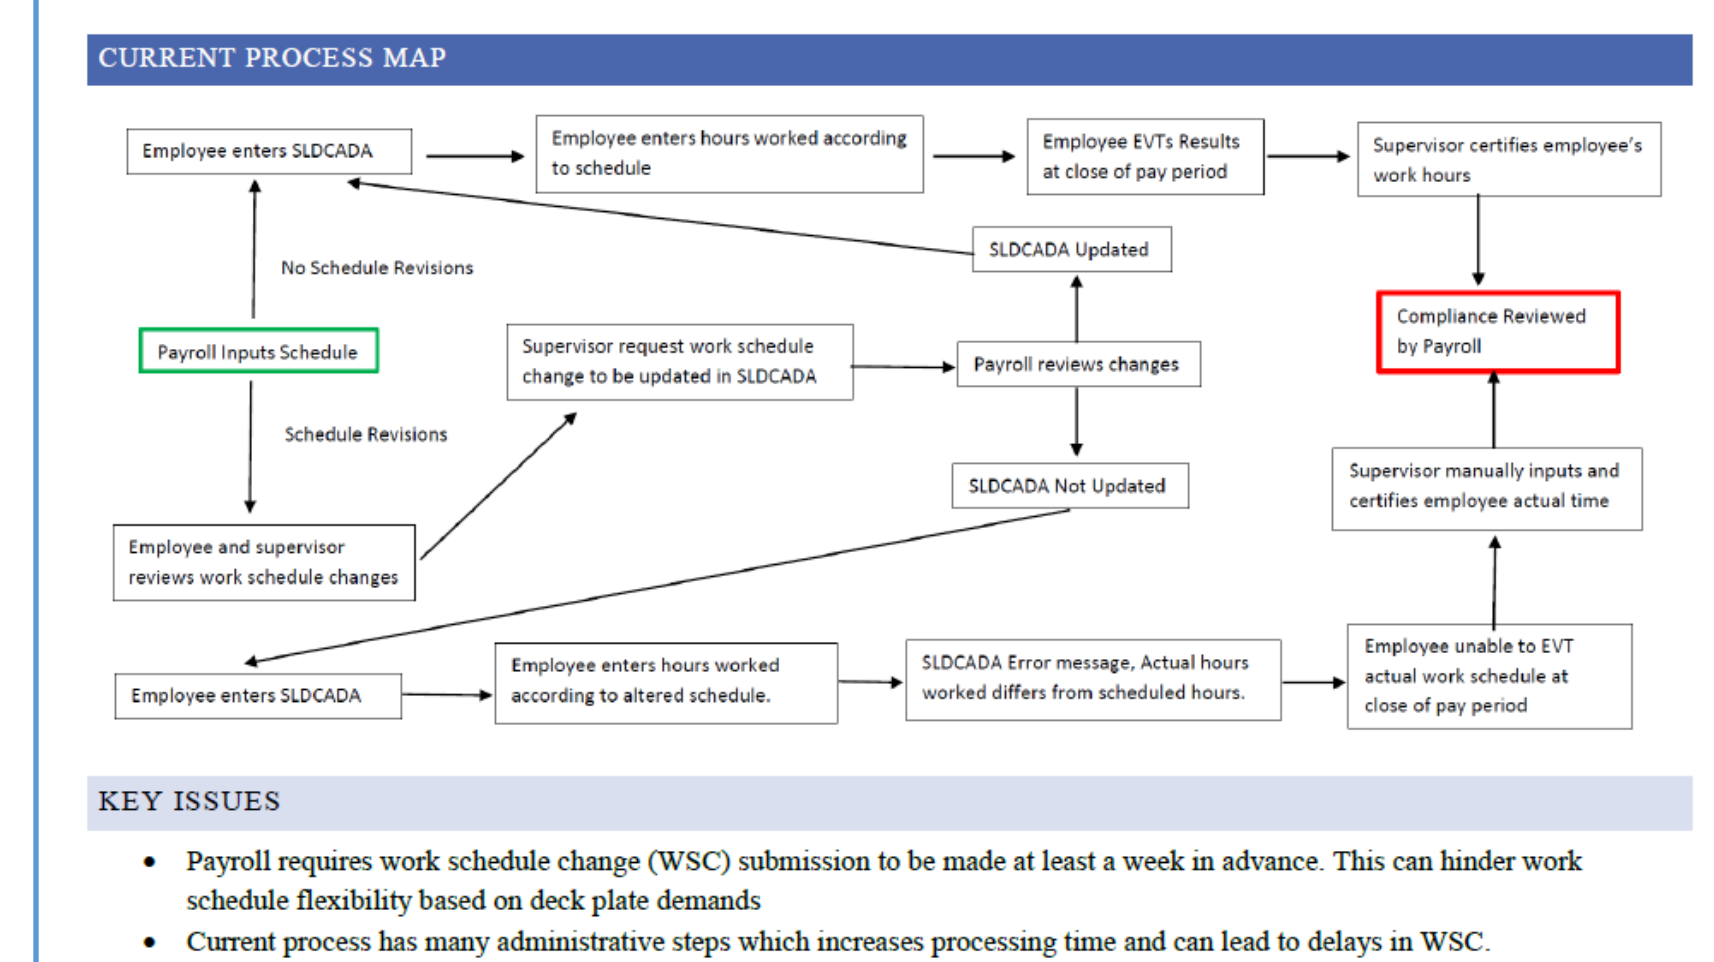 CURRENT PROCESS MAP
Employee enters SLDCADA
Employee enters hours worked according
to schedule
Employee EVTs Results
at close of pay period
Supervisor certifies employee's
work hours
SLDCADA Updated
No Schedule Revisions
Payroll Inputs Schedule
Supervisor request work schedule
change to be updated in SLDCADA
Payroll reviews changes
Compliance Reviewed
by Payroll
Schedule Revisions
SLDCADA Not Updated
Supervisor manually inputs and
certifies employee actual time
Employee and supervisor
reviews work schedule changes
Employee enters SLDCADA
Employee enters hours worked
according to altered schedule.
SLDCADA Error message, Actual hours
worked differs from scheduled hours.
Employee unable to EVT
actual work schedule at
close of pay period
KEY ISSUES
• Payroll requires work schedule change (WSC) submission to be made at least a week in advance. This can hinder work
schedule flexibility based on deck plate demands
• Current process has many administrative steps which increases processing time and can lead to delays in WSC.